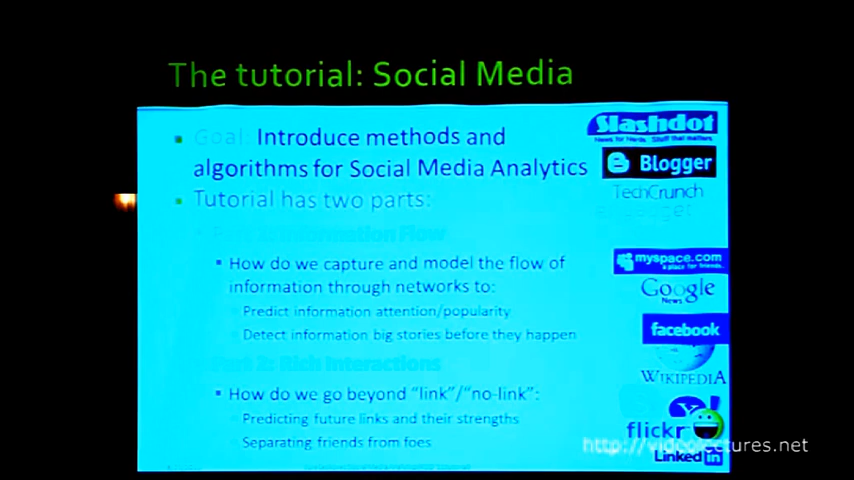 The tutorial: Social Media
Goal: Introduce methods and
algorithms for Social Media Analytics
Tutorial has two parts:
Part 1: Information Flow
How do we capture and model the flow of
information through networks to:
Predict information attention/popularity
Detect information big stories before they happen
Part 2: Rich Interactions
How do we go beyond “link”/“no-link”:
Predicting future links and their strengths
Separating friends from foes
Slashdot
News for Nerds. Stuff that matters.
Blogger
TechCrunch
engadget
myspace.com
a place for friends
Google
News
facebook
WIKIPEDIA
Y!
flickr
LinkedIn
http://videolectures.net